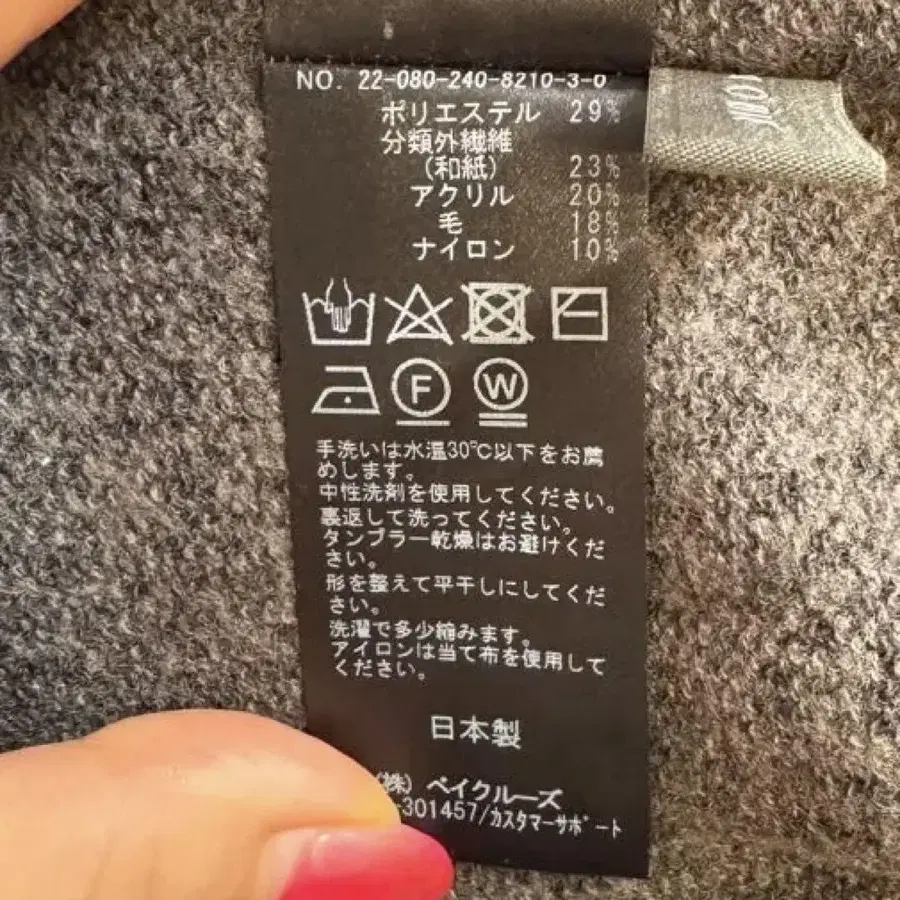 NO. 22-080-240-8210-3-0
ポリエステル 29%
分類外繊維
(和紙) 23%
アクリル 20%
毛 18%
ナイロン 10%
F W
手洗いは水温30℃以下をお薦
めします。
中性洗剤を使用してください。
裏返して洗ってください。
タンブラー乾燥はお避けくだ
さい。
形を整えて平干しにしてくだ
さい。
洗濯で多少縮みます。
アイロンは当て布を使用して
ください。
日本製
(株) ベイクルーズ
-301457/カスタマーサポート